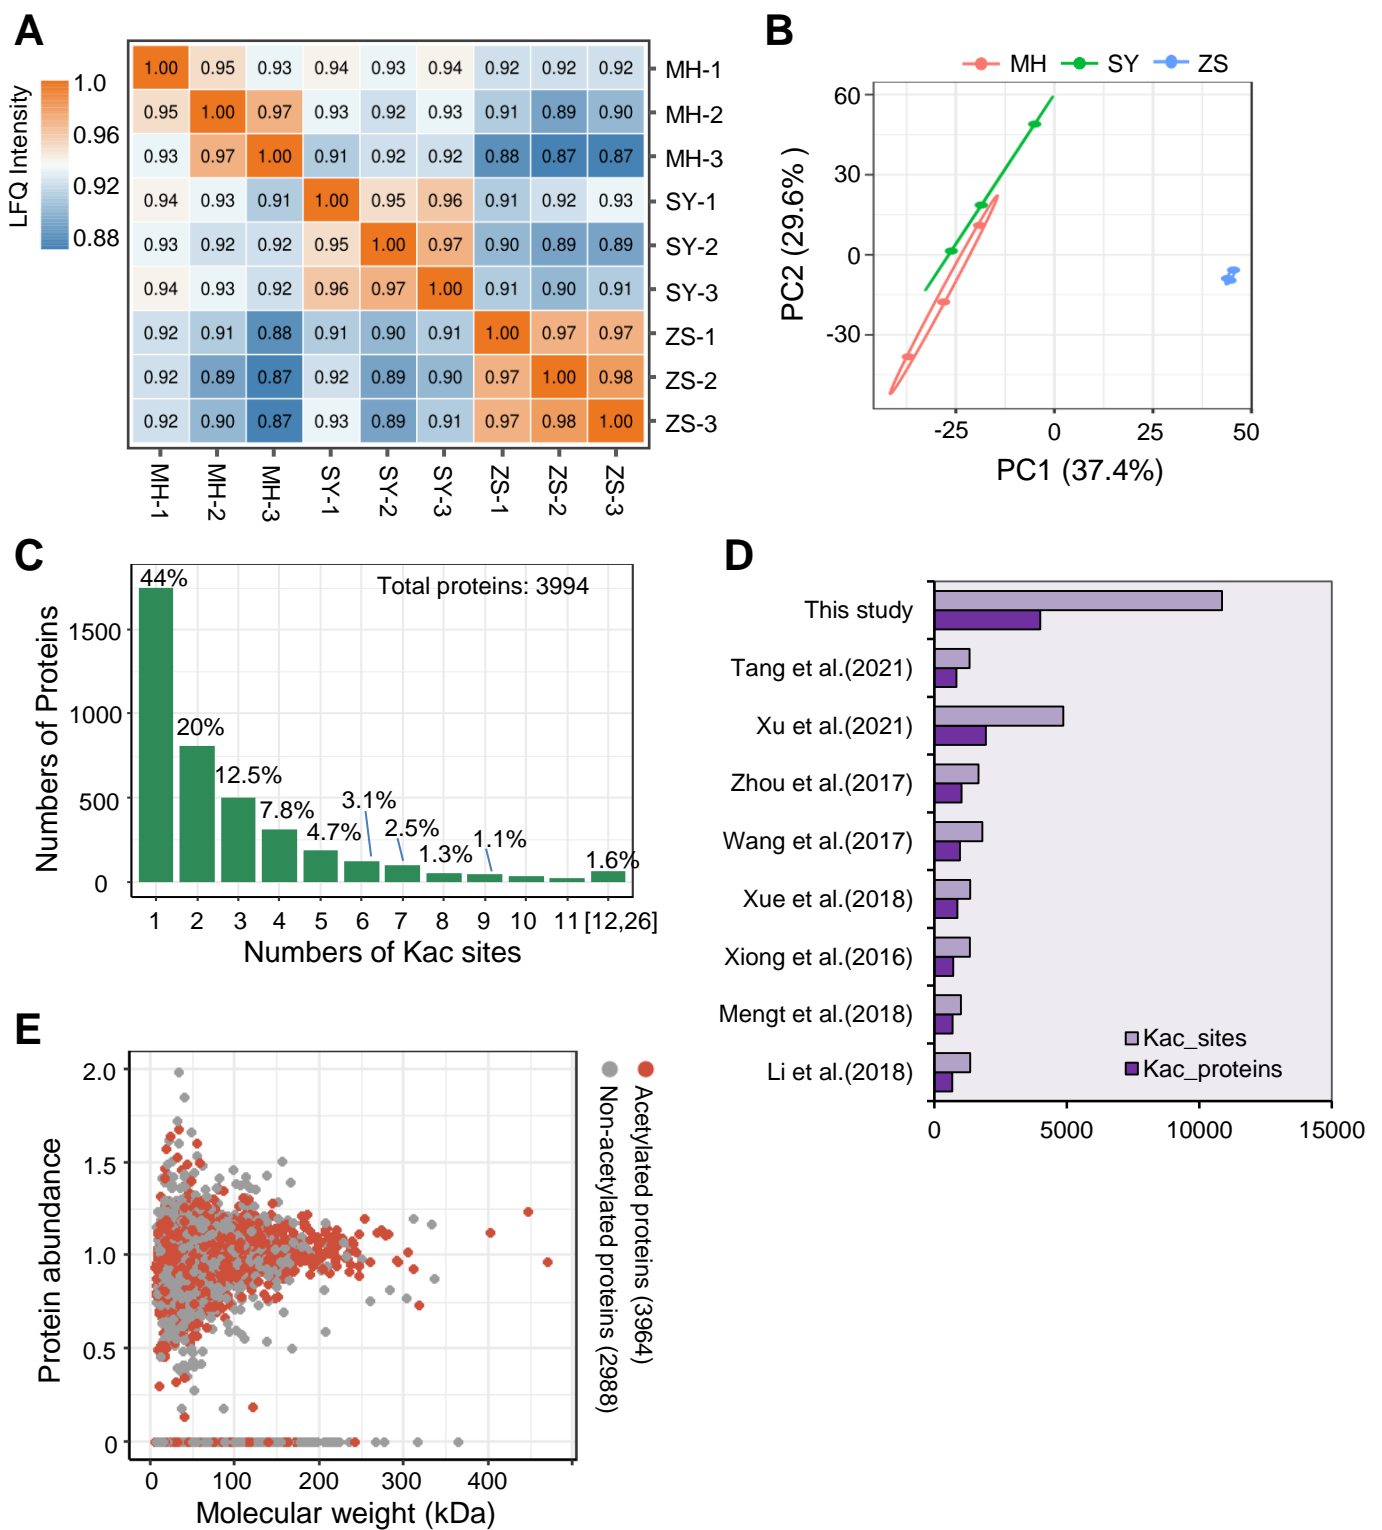 A
LFQ Intensity
1.0
0.96
0.92
0.88
1.00 0.95 0.93 0.94 0.93 0.94 0.92 0.92 0.92 MH-1
0.95 1.00 0.97 0.93 0.92 0.93 0.91 0.89 0.90 MH-2
0.93 0.97 1.00 0.91 0.92 0.92 0.88 0.87 0.87 MH-3
0.94 0.93 0.91 1.00 0.95 0.96 0.91 0.92 0.93 SY-1
0.93 0.92 0.92 0.95 1.00 0.97 0.90 0.89 0.89 SY-2
0.94 0.93 0.92 0.96 0.97 1.00 0.91 0.90 0.91 SY-3
0.92 0.91 0.88 0.91 0.90 0.91 1.00 0.97 0.97 ZS-1
0.92 0.89 0.87 0.92 0.89 0.90 0.97 1.00 0.98 ZS-2
0.92 0.90 0.87 0.93 0.89 0.91 0.97 0.98 1.00 ZS-3
MH-1 MH-2 MH-3 SY-1 SY-2 SY-3 ZS-1 ZS-2 ZS-3
B
MH SY ZS
PC2 (29.6% )
60
30
0
-30
-25 0 25 50
PC1 (37.4%)
C
Total proteins: 3994
Numbers of Proteins
1500
1000
500
0
44%
20%
12.5%
7.8%
4.7%
3.1%
2.5%
1.3%
1.1%
1.6%
1 2 3 4 5 6 7 8 9 10 11 [12,26]
Numbers of Kac sites
D
This study
Tang et al.(2021)
Xu et al.(2021)
Zhou et al.(2017)
Wang et al.(2017)
Xue et al.(2018)
Xiong et al.(2016)
Mengt et al.(2018)
Li et al.(2018)
Kac_sites
Kac_proteins
0 5000 10000 15000
E
Protein abundance
2.0
1.5
1.0
0.5
0
0 100 200 300 400
Molecular weight (kDa)
Acetylated proteins (3964)
Non-acetylated proteins (2988)